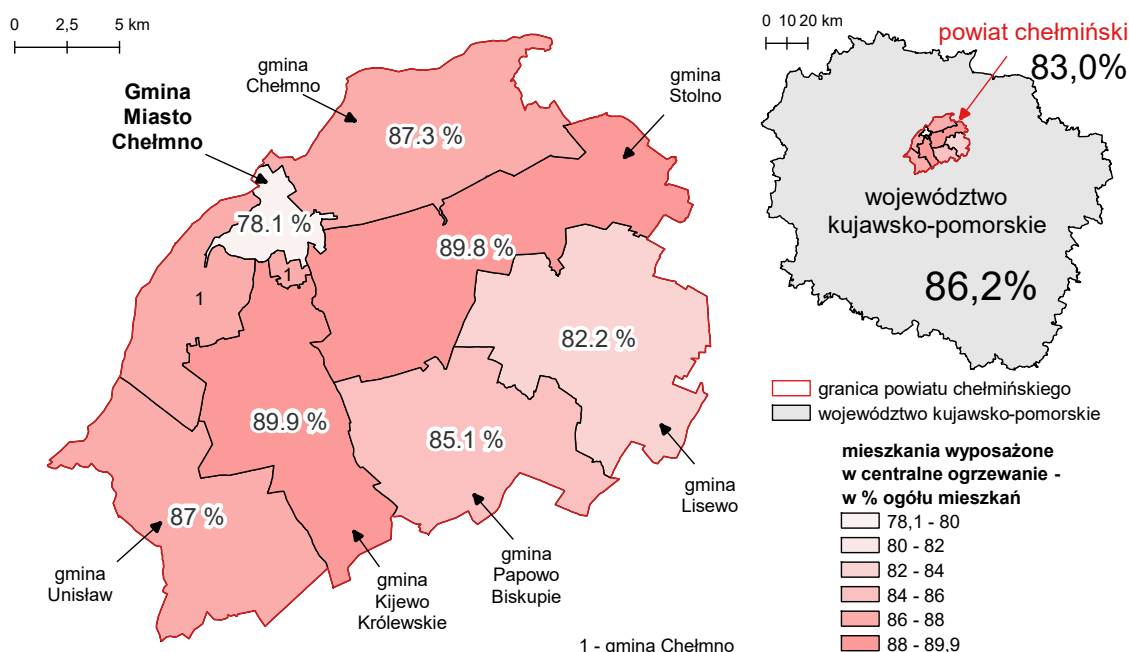 0 2,5 5 km
gmina
Chełmno
Gmina
Miasto
Chełmno
gmina
Stolno
87.3 %
78.1 %
89.8 %
1
1
82.2 %
89.9 %
85.1 %
87 %
gmina
Lisewo
gmina
Unisław
gmina
Kijewo
Królewskie
gmina
Papowo
Biskupie
1 - gmina Chełmno
0 10 20 km
powiat chełmiński
83,0%
województwo
kujawsko-pomorskie
86,2%
granica powiatu chełmińskiego
województwo kujawsko-pomorskie
mieszkania wyposażone
w centralne ogrzewanie -
w % ogółu mieszkań
78,1 - 80
80 - 82
82 - 84
84 - 86
86 - 88
88 - 89.9